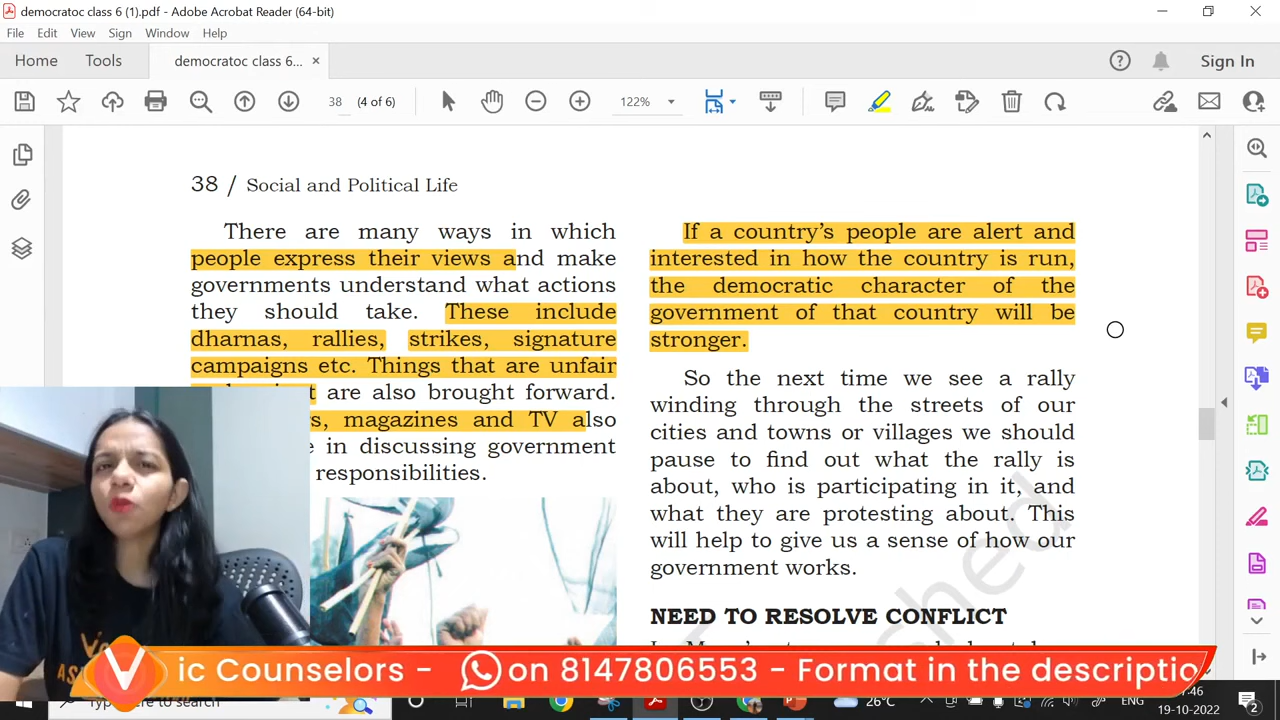 democratoc class 6 (1).pdf - Adobe Acrobat Reader (64-bit)
File Edit View Sign Window Help
Home Tools democratoc class 6... × Sign In
38 (4 of 6) 122%
38 / Social and Political Life
There are many ways in which
people express their views and make
governments understand what actions
they should take. These include
dharnas, rallies, strikes, signature
campaigns etc. Things that are unfair
are also brought forward.
magazines and TV also
in discussing government
responsibilities.
If a country's people are alert and
interested in how the country is run,
the democratic character of the
government of that country will be
stronger.
So the next time we see a rally
winding through the streets of our
cities and towns or villages we should
pause to find out what the rally is
about, who is participating in it, and
what they are protesting about. This
will help to give us a sense of how our
government works.
NEED TO RESOLVE CONFLICT
ic Counselors - on 8147806553 - Format in the descriptio
to search
26°C ENG
:46
19-10-2022
2